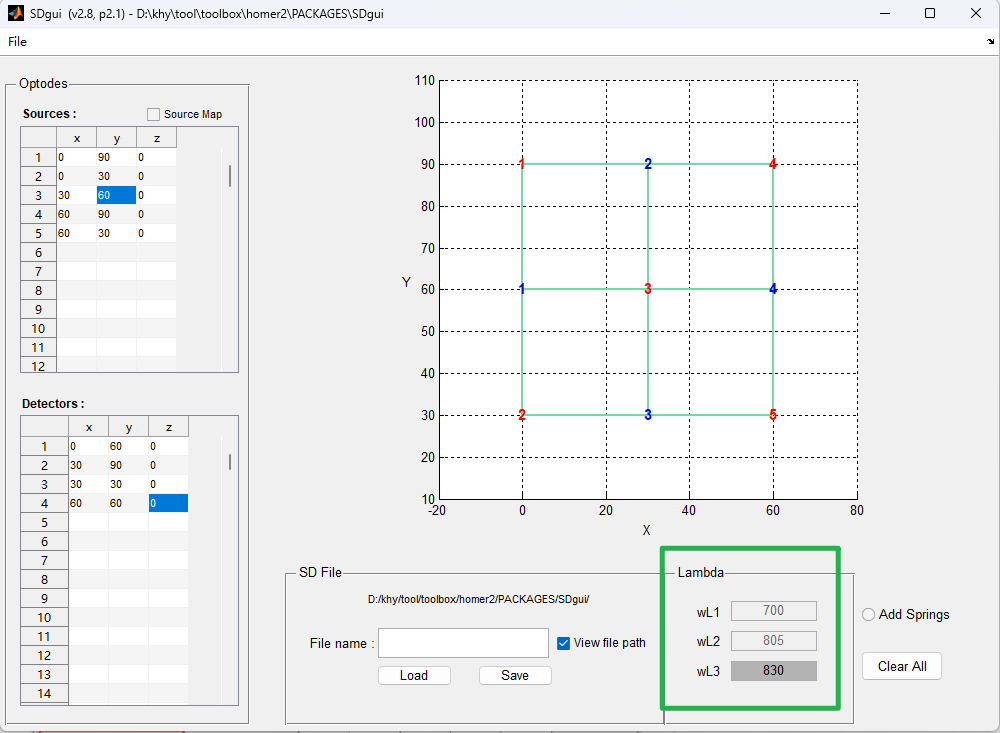 SDgui (v2.8, p2.1) - D:\khy\tool\toolbox\homer2\PACKAGES\SDgui
File
Optodes
Sources :
Source Map
x y z
1 0 90 0
2 0 30 0
3 30 60 0
4 60 90 0
5 60 30 0
6
7
8
9
10
11
12
Detectors :
x y z
1 0 60 0
2 30 90 0
3 30 30 0
4 60 60 0
5
6
7
8
9
10
11
12
13
14
110
100
90
80
70
60
50
40
30
20
10
Y
1 2 4
1 3 4
2 3 5
-20 0 20 40 60 80
X
SD File
D:/khy/tool/toolbox/homer2/PACKAGES/SDgui/
File name :
View file path
Load
Save
Lambda
wL1 700
wL2 805
wL3 830
Add Springs
Clear All